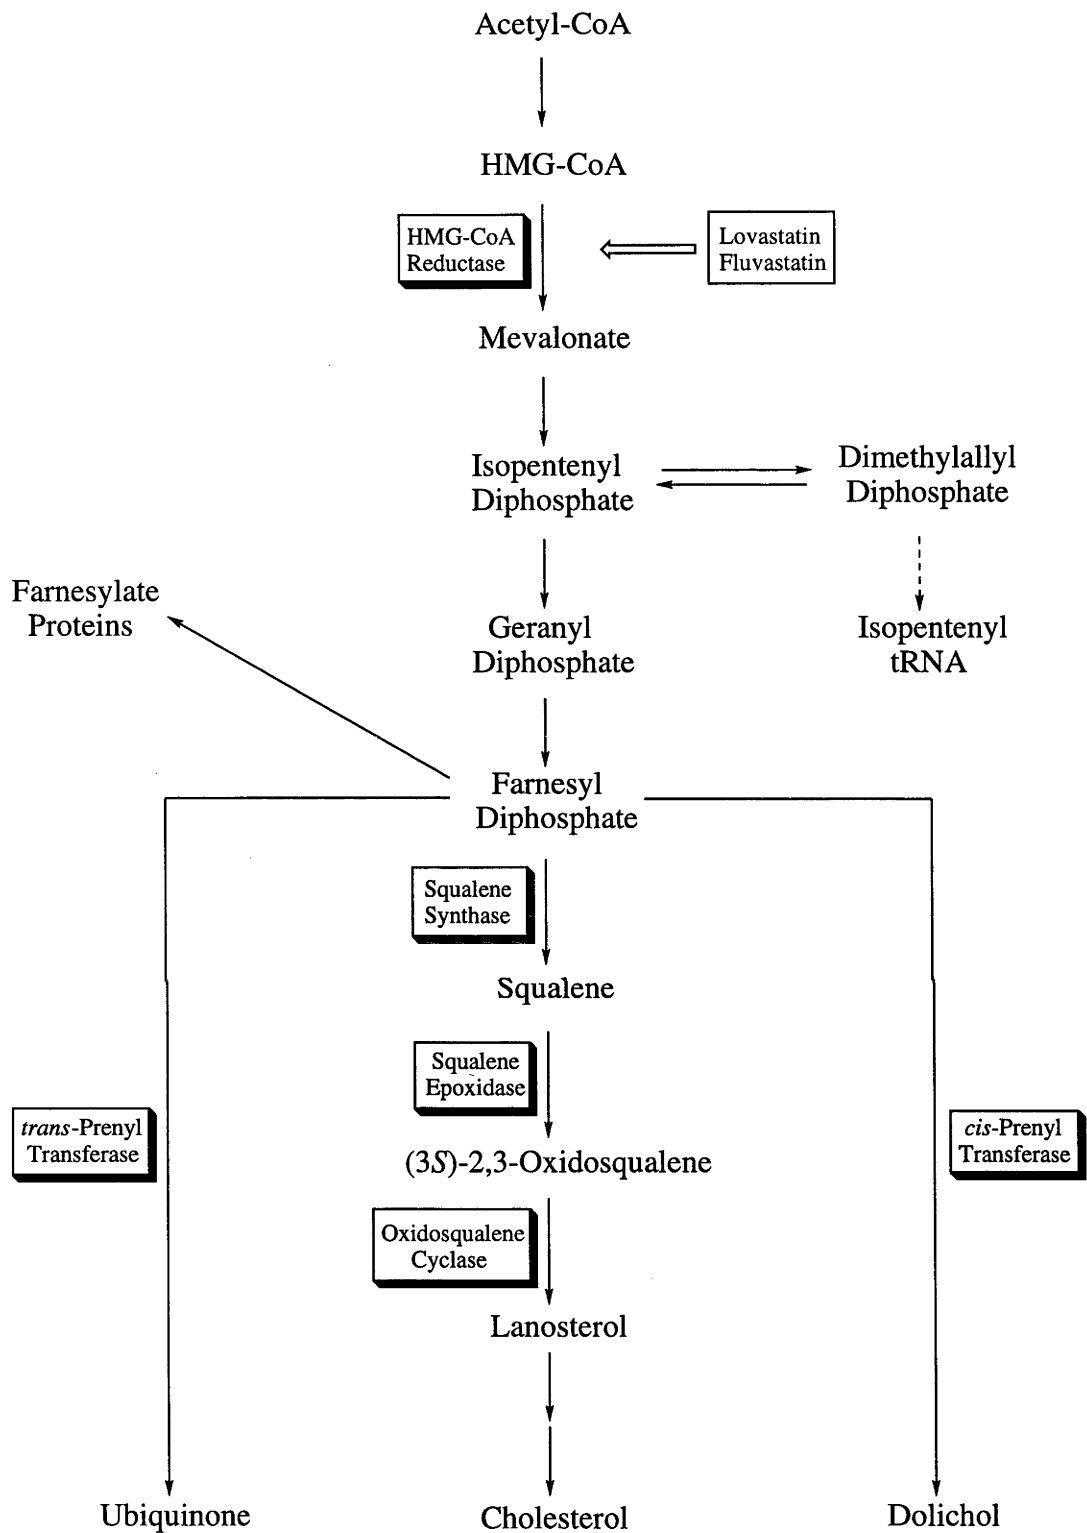 Acetyl-CoA
HMG-CoA
HMG-CoA
Reductase
Lovastatin
Fluvastatin
Mevalonate
Isopentenyl
Diphosphate
Dimethylallyl
Diphosphate
Farnesylate
Proteins
Geranyl
Diphosphate
Isopentenyl
tRNA
Farnesyl
Diphosphate
Squalene
Synthase
Squalene
Squalene
Epoxidase
trans-Prenyl
Transferase
(3S)-2,3-Oxidosqualene
cis-Prenyl
Transferase
Oxidosqualene
Cyclase
Lanosterol
Ubiquinone
Cholesterol
Dolichol